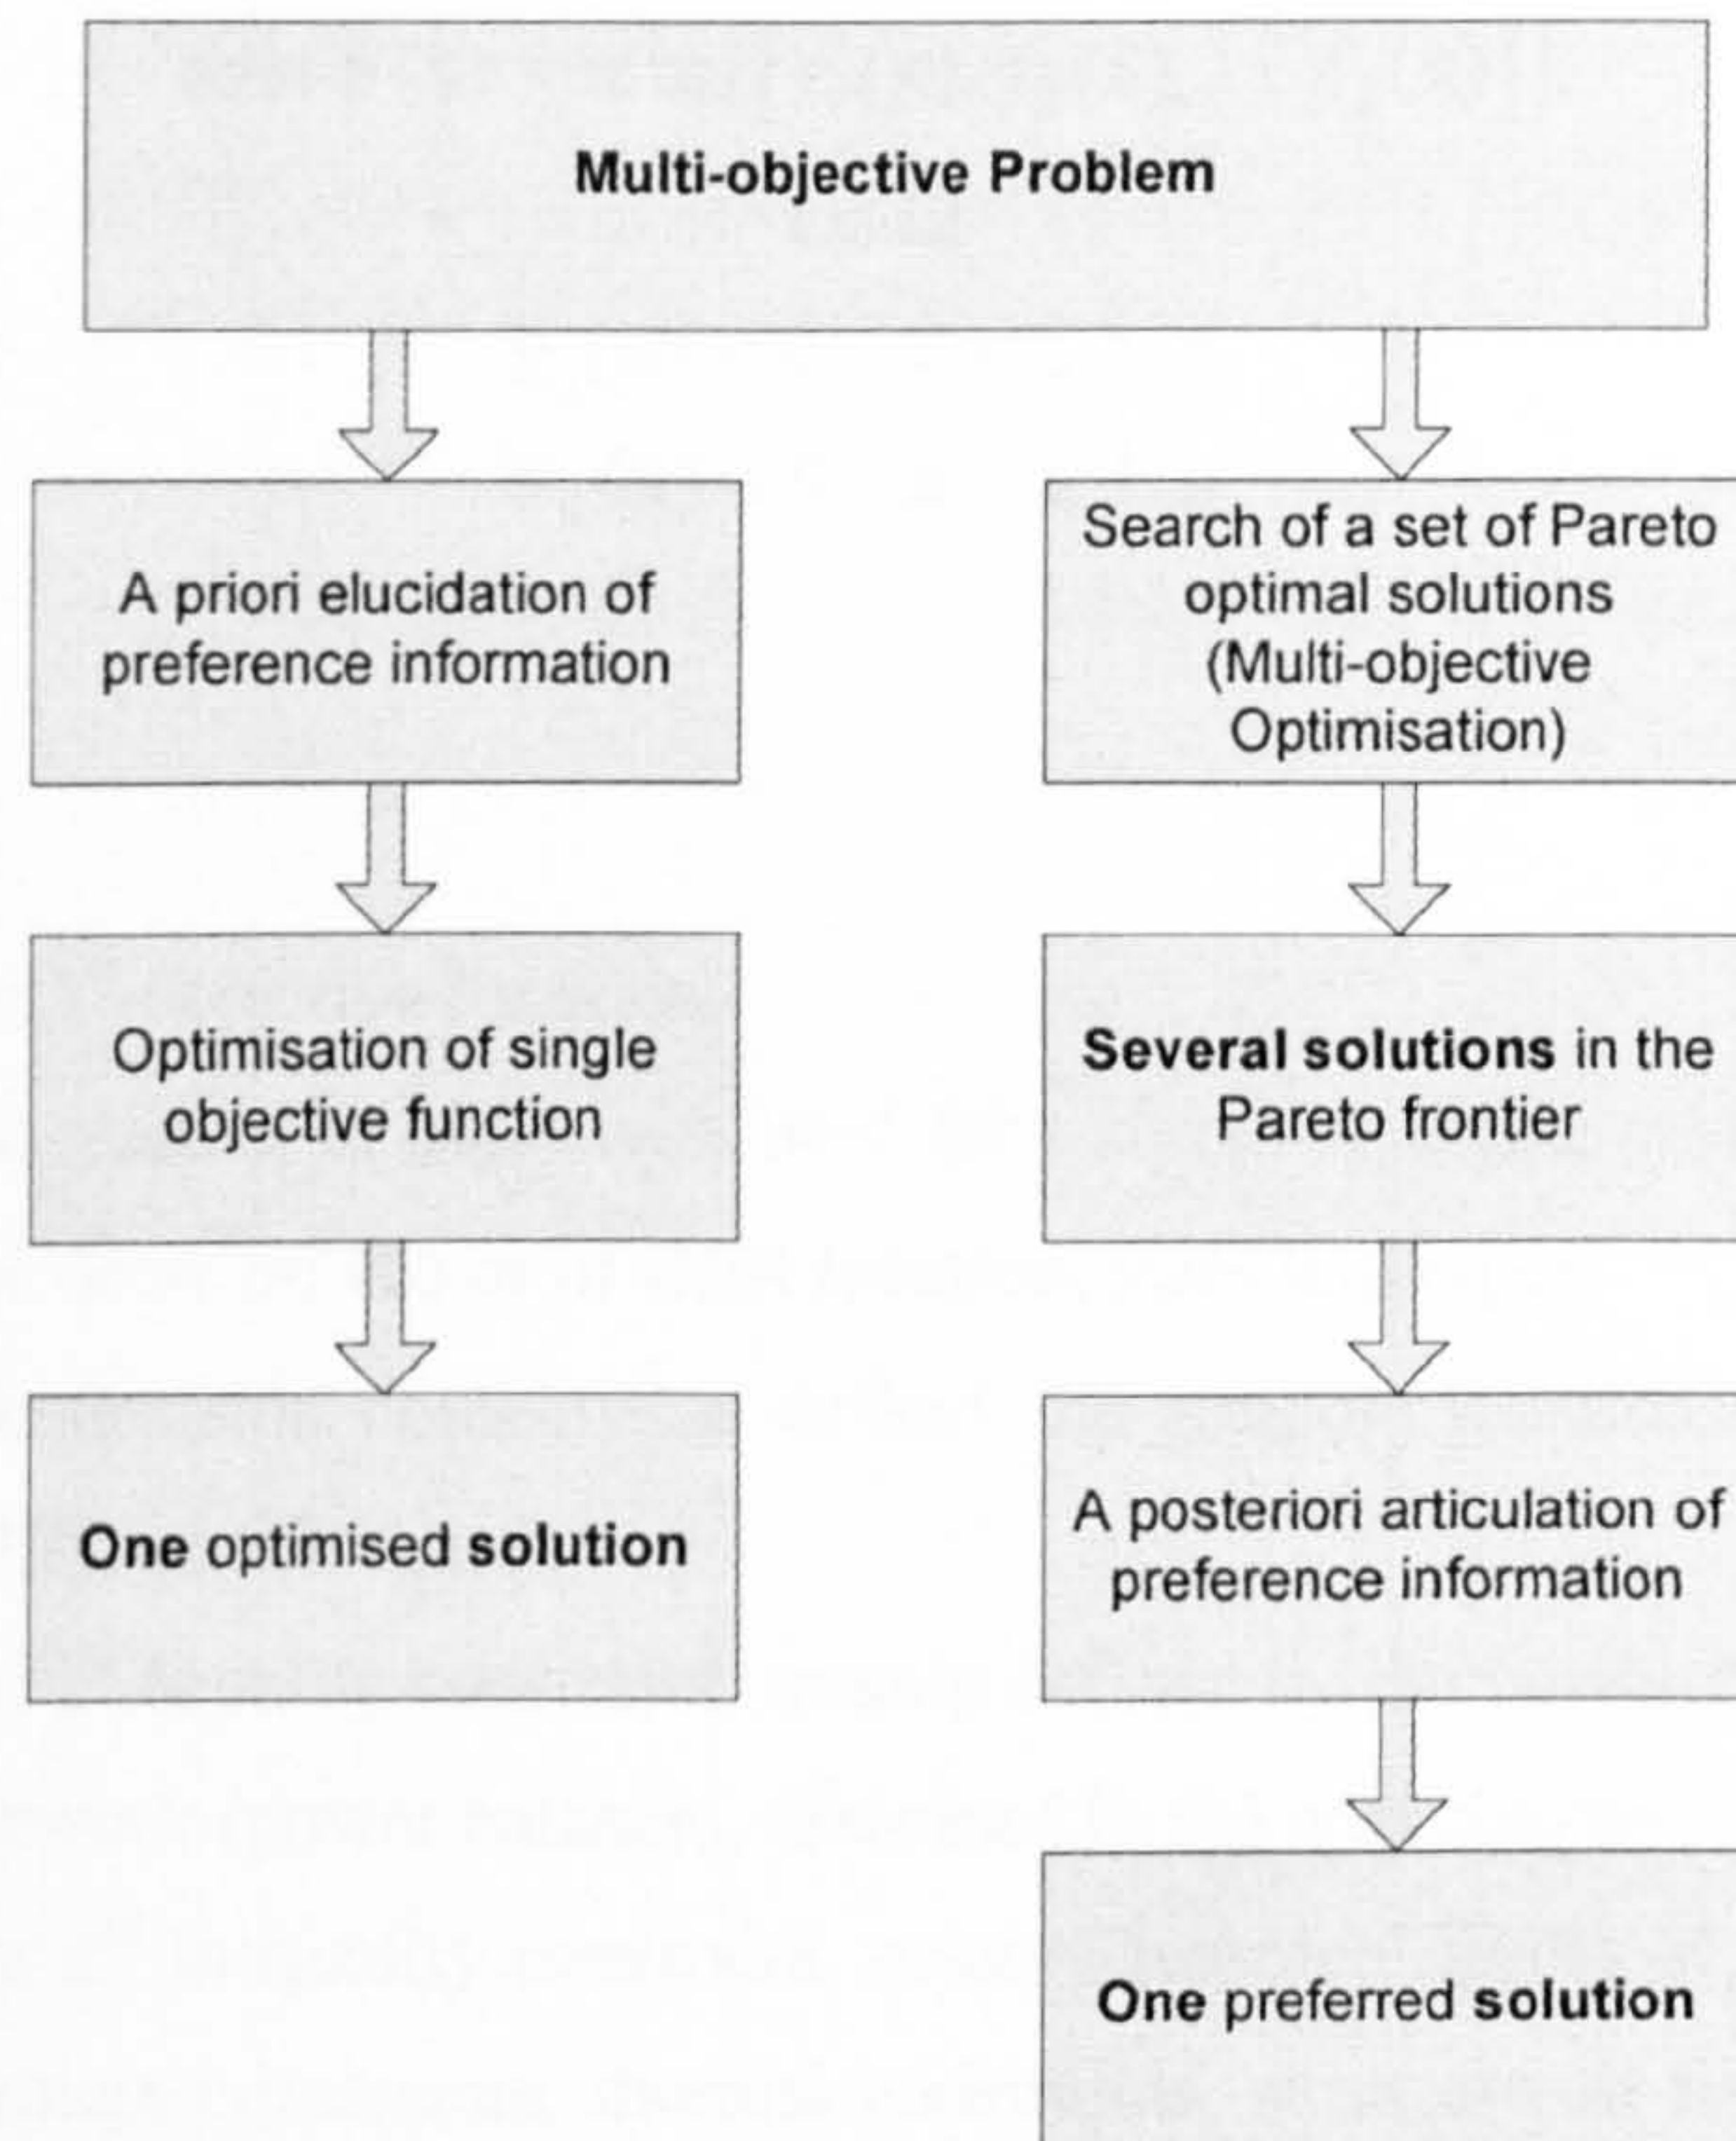 Multi-objective Problem
A priori elucidation of
preference information
Optimisation of single
objective function
One optimised solution
Search of a set of Pareto
optimal solutions
(Multi-objective
Optimisation)
Several solutions in the
Pareto frontier
A posteriori articulation of
preference information
One preferred solution